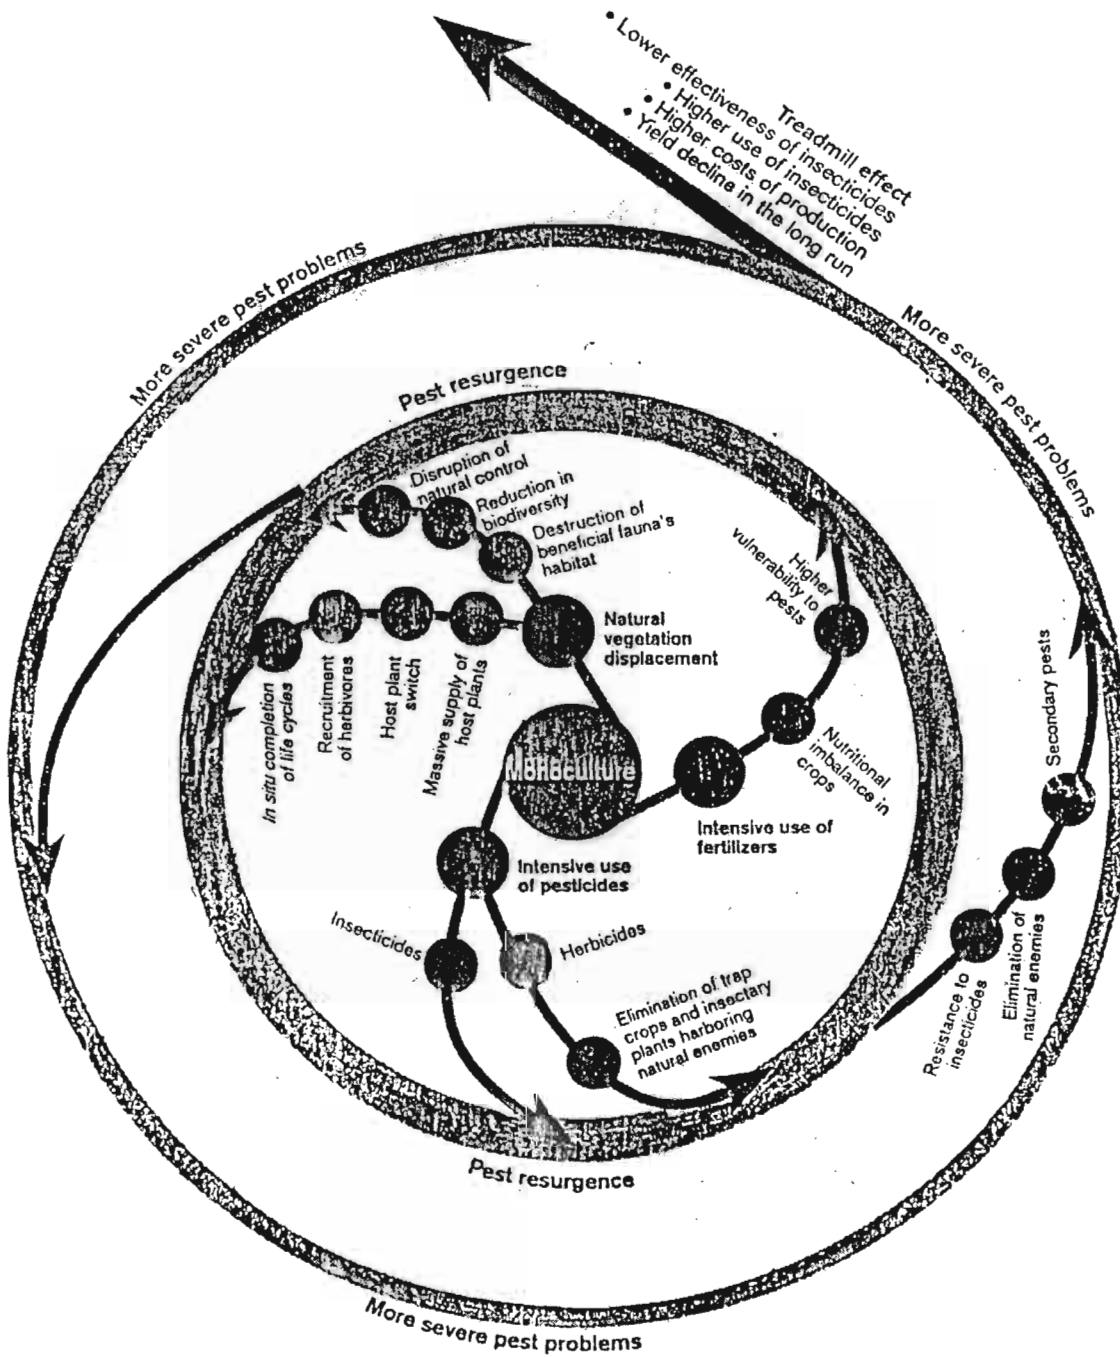 Treadmill effect
• Lower effectiveness of insecticides
• Higher use of insecticides
• Higher costs of production
• Yield decline in the long run
More severe pest problems
More severe pest problems
Pest resurgence
Disruption of
natural control
Reduction in
biodiversity
Destruction of
beneficial fauna's
habitat
Higher
vulnerability to
pests
Natural
vegetation
displacement
In situ completion
of life cycles
Recruitment
of herbivores
Host plant
switch
Massive supply of
host plants
Secondary pests
Monoculture
Nutritional
imbalance in
crops
Intensive use of
fertilizers
Intensive use
of pesticides
Insecticides
Herbicides
Elimination of trap
crops and insectary
plants harboring
natural enemies
Resistance to
insecticides
Elimination of
natural enemies
Pest resurgence
More severe pest problems